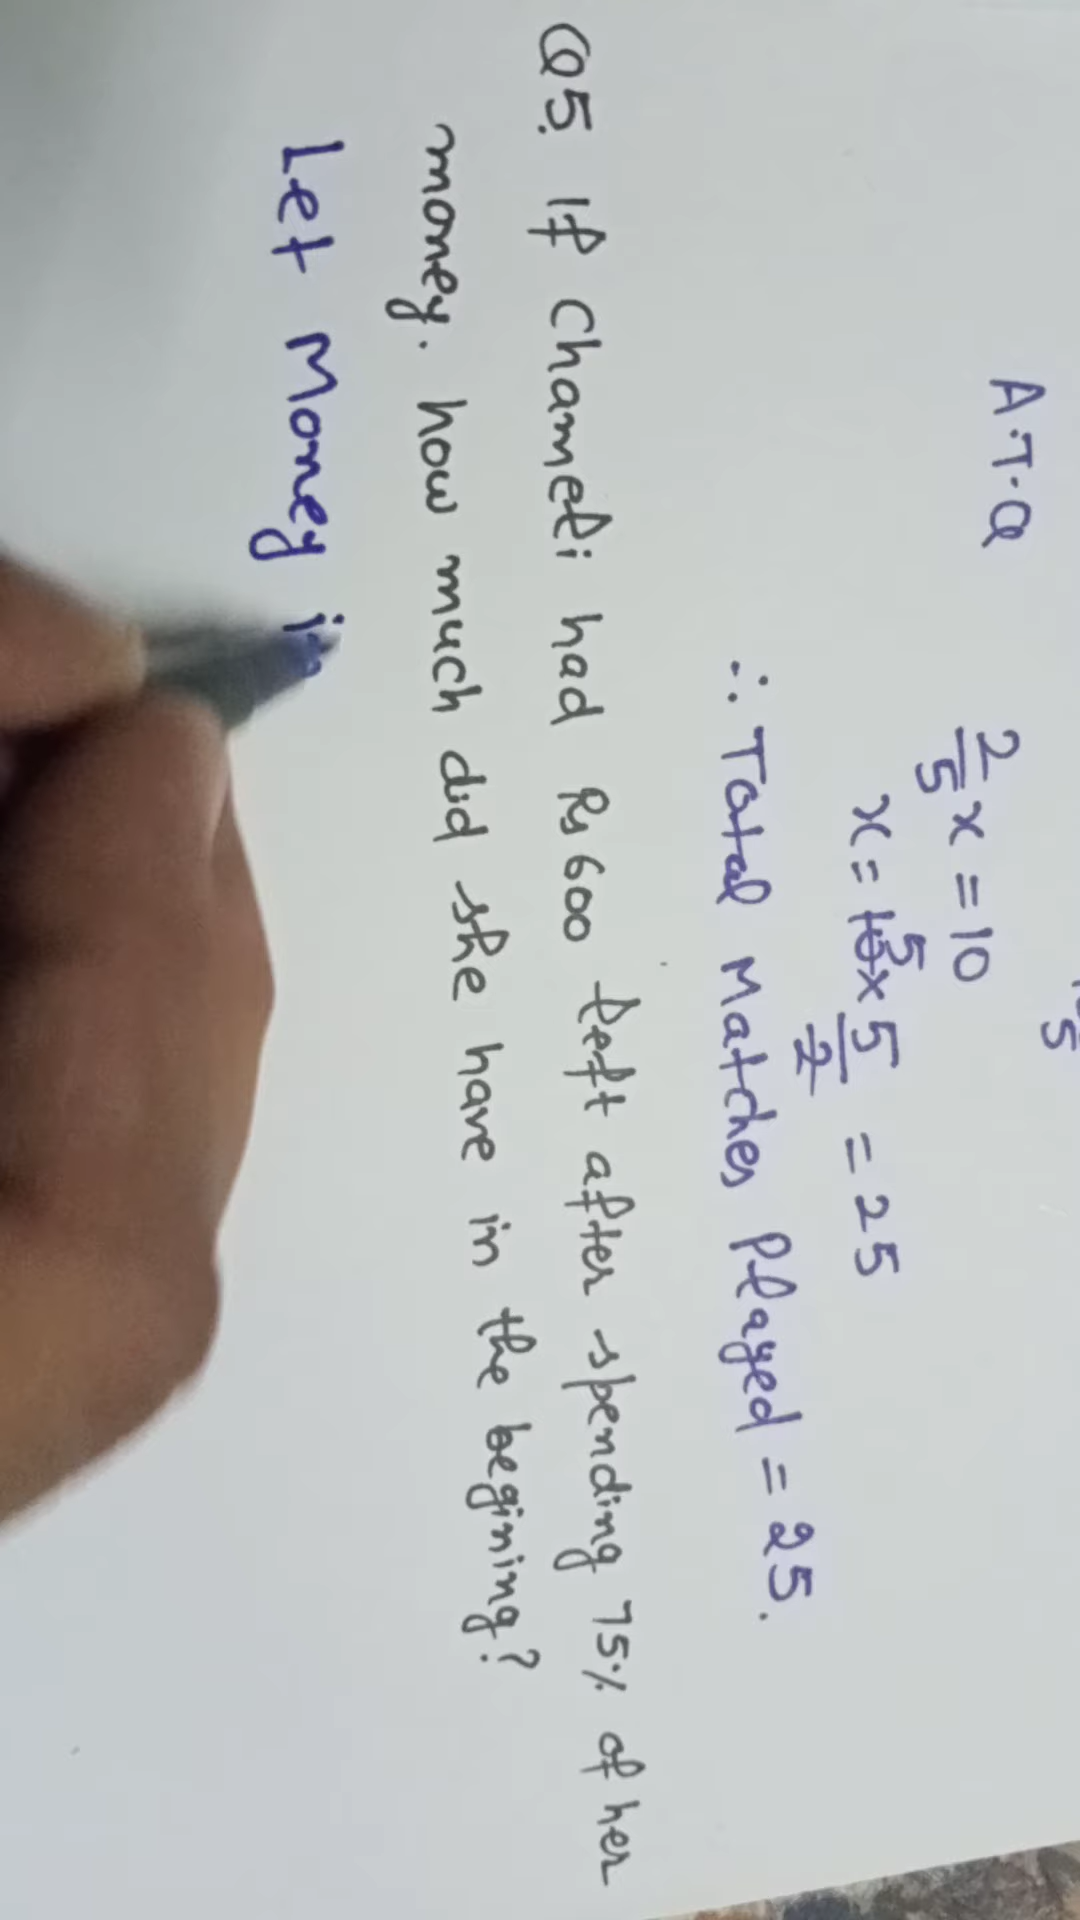 A.T.Q
2/5 x = 10
x = 10 5 × 5/2 = 25
∴ Total Matches Played = 25.
Q5. If Chameli had Rs 600 left after spending 75% of her
money. how much did she have in the begining?
Let Money